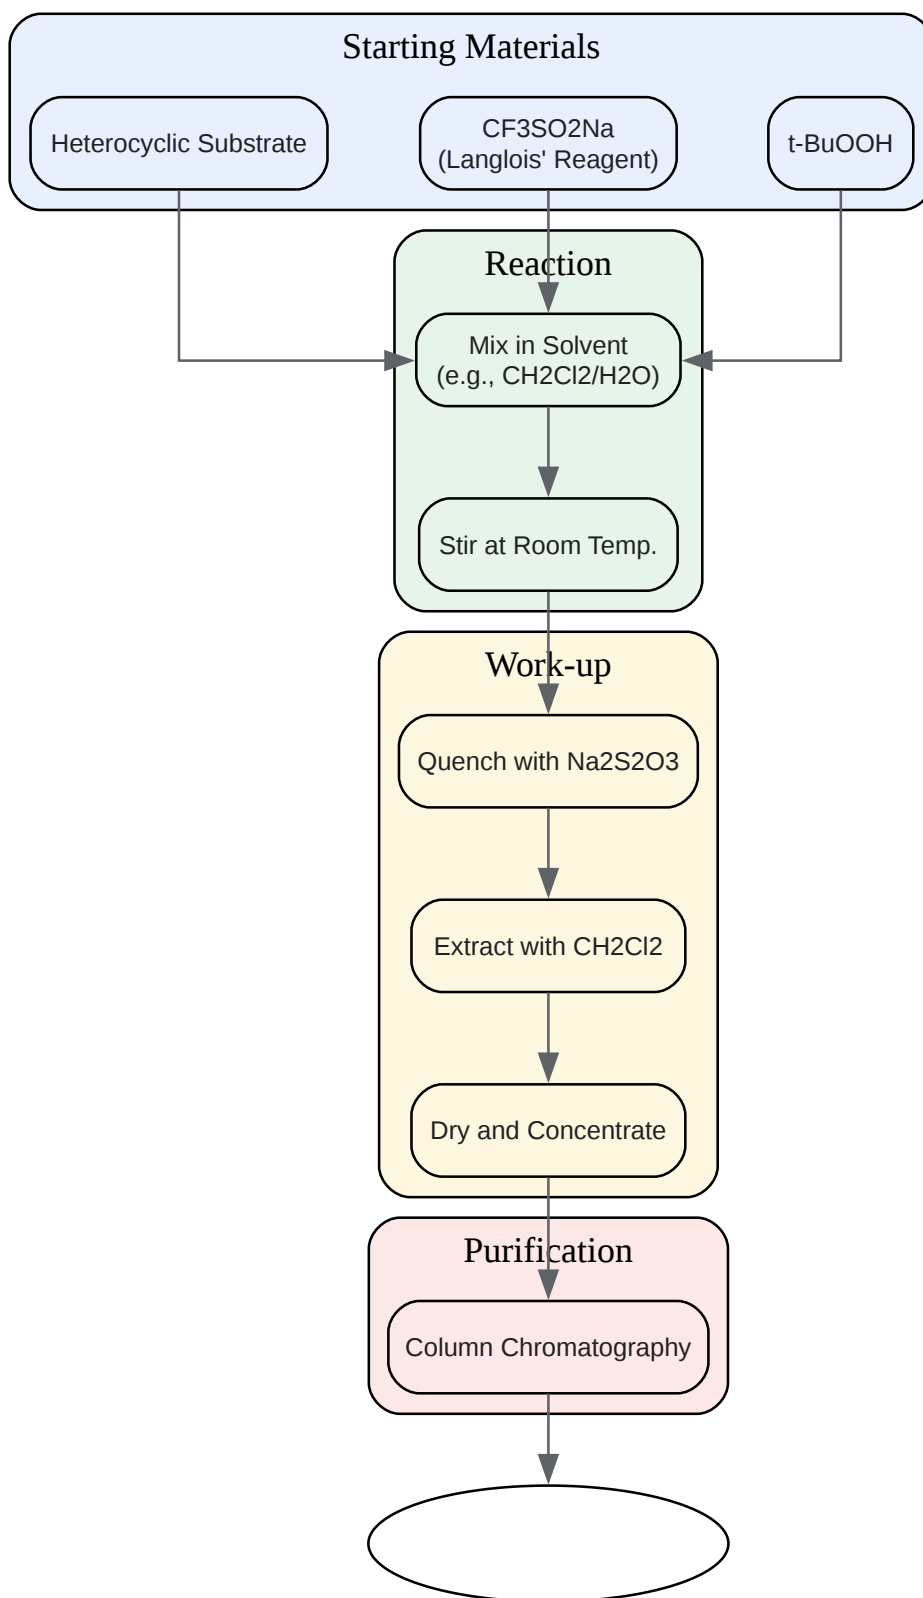 Starting Materials
Heterocyclic Substrate
CF3SO2Na
(Langlois' Reagent)
t-BuOOH
Reaction
Mix in Solvent
(e.g., CH2Cl2/H2O)
Stir at Room Temp.
Work-up
Quench with Na2S2O3
Extract with CH2Cl2
Dry and Concentrate
Purification
Column Chromatography